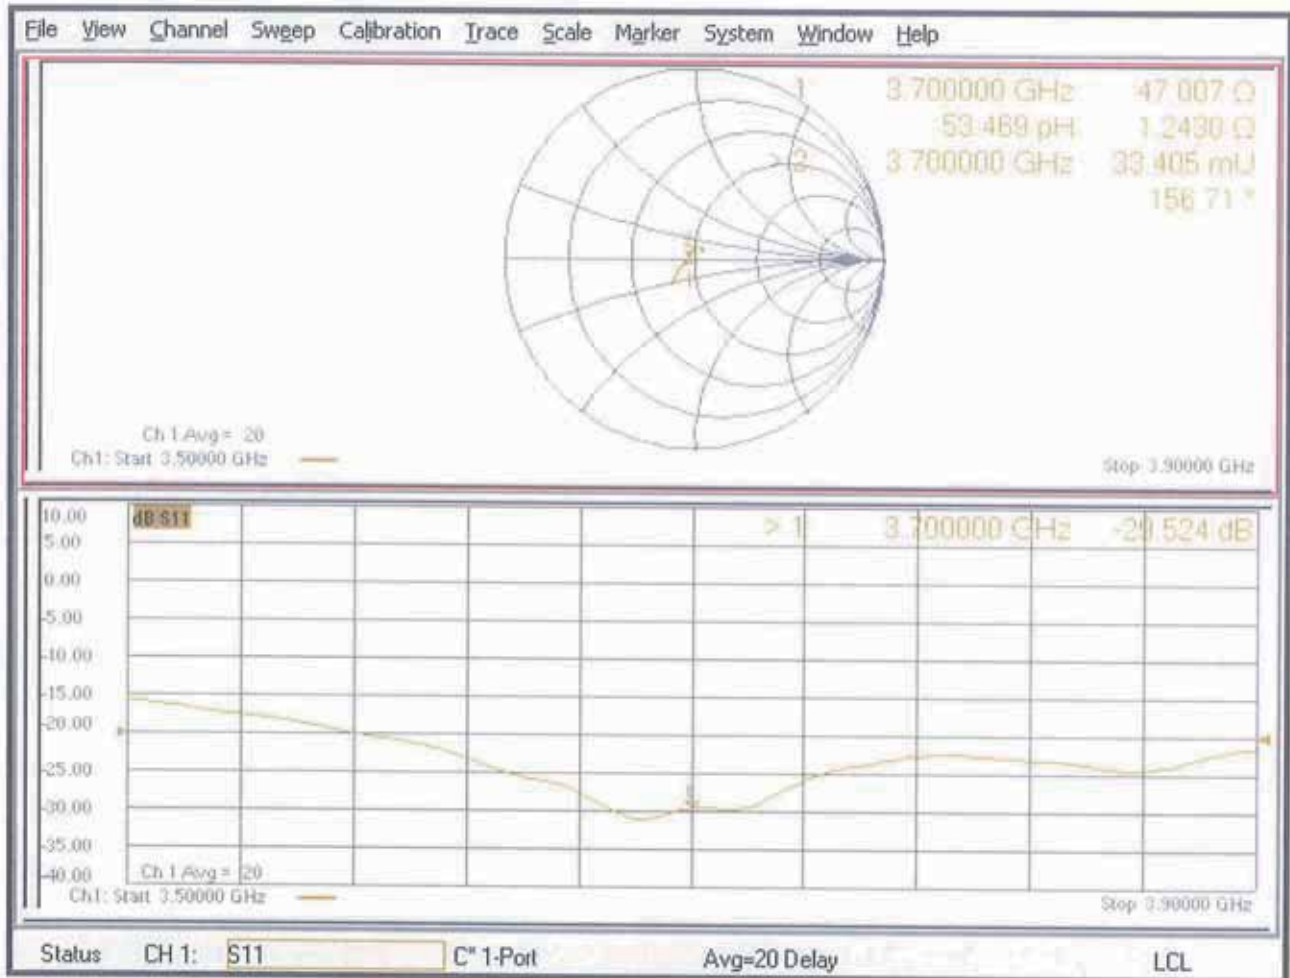 File View Channel Sweep Calibration Trace Scale Marker System Window Help
1: 3.700000 GHz 47.007 Ω
53.469 pH 1.2430 Ω
> 2: 3.700000 GHz 33.405 mU
156.71 °
Ch 1 Avg = 20
Ch1: Start 3.50000 GHz
Stop 3.90000 GHz
10.00 dB S11
> 1: 3.700000 GHz -29.524 dB
5.00
0.00
-5.00
-10.00
-15.00
-20.00
-25.00
-30.00
-35.00
-40.00
Ch 1 Avg = 20
Ch1: Start 3.50000 GHz
Stop 3.90000 GHz
Status CH 1: S11 C* 1-Port Avg=20 Delay LCL